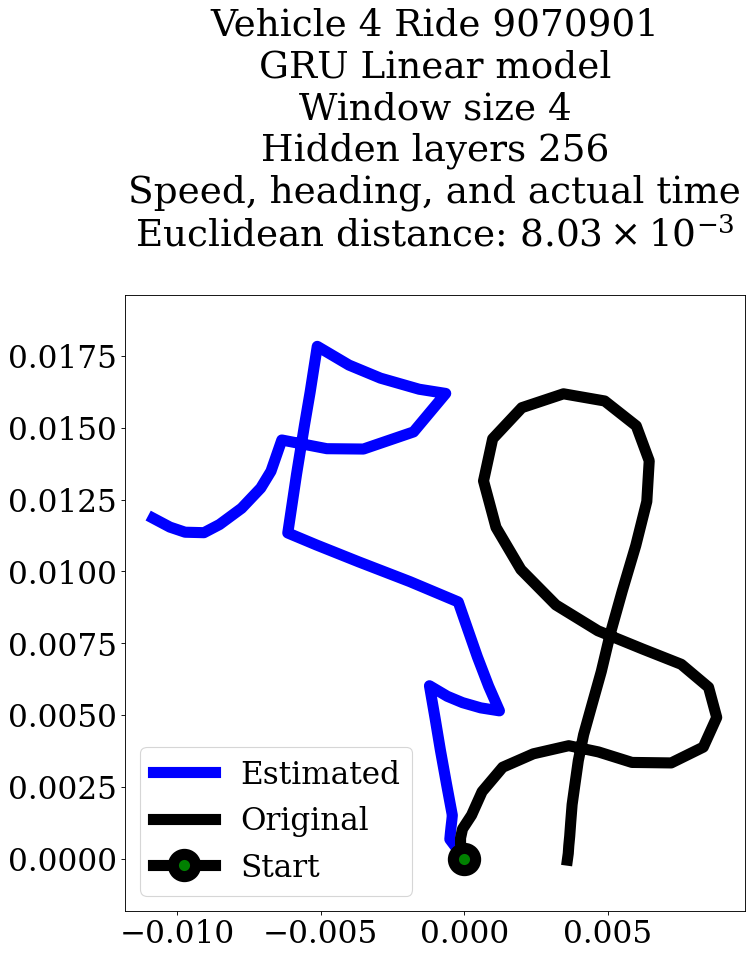 Vehicle 4 Ride 9070901
GRU Linear model
Window size 4
Hidden layers 256
Speed, heading, and actual time
Euclidean distance: 8.03 × 10⁻³
0.0175
0.0150
0.0125
0.0100
0.0075
0.0050
0.0025
0.0000
Estimated
Original
Start
−0.010 −0.005 0.000 0.005